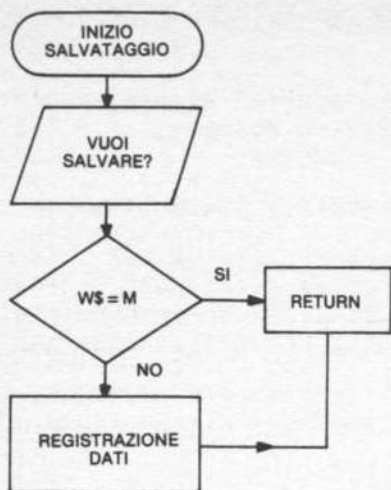 INIZIO
SALVATAGGIO
VUOI
SALVARE?
W$ = M
SI
RETURN
NO
REGISTRAZIONE
DATI